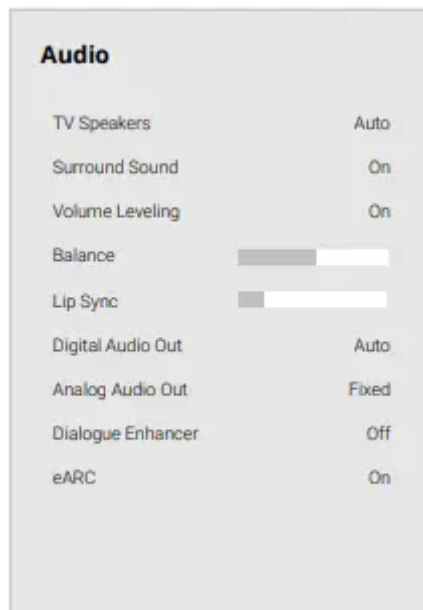 Audio
TV Speakers Auto
Surround Sound On
Volume Leveling On
Balance
Lip Sync
Digital Audio Out Auto
Analog Audio Out Fixed
Dialogue Enhancer Off
eARC On